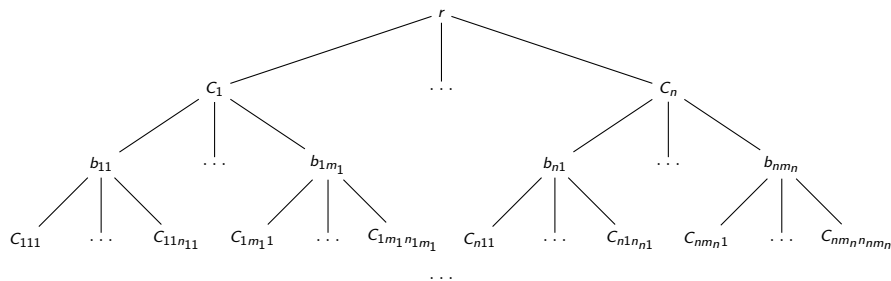 r
C₁ ... Cₙ
b₁₁ ... b₁ₘ₁ bₙ₁ ... bₙₘₙ
C₁₁₁ ... C₁₁ₙ₁₁ C₁ₘ₁₁ ... C₁ₘ₁ₙ₁ₘ₁ Cₙ₁₁ ... Cₙ₁ₙₙ₁ Cₙₘₙ₁ ... Cₙₘₙₙₙₘₙ
...